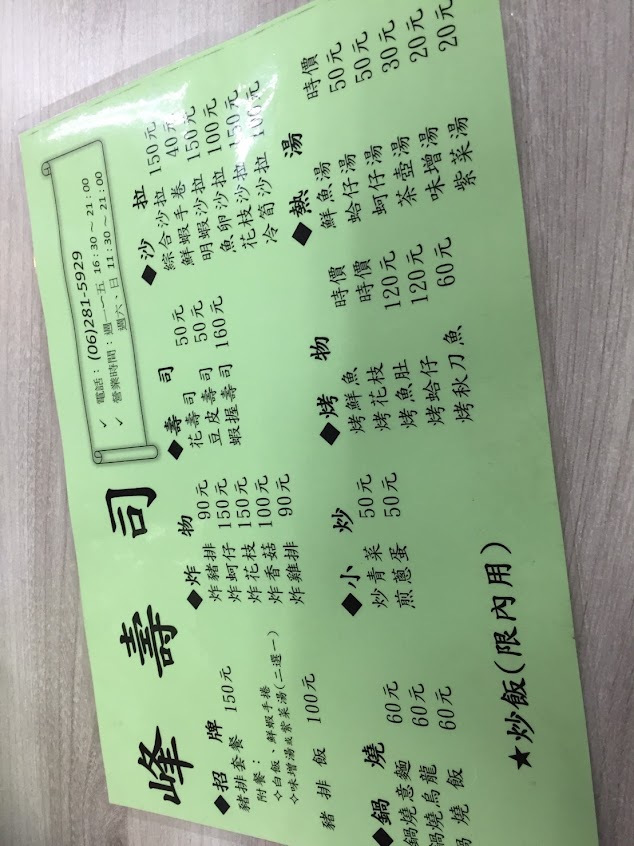 峰壽司
電話：(06)281-5929
營業時間：週一~五 16:30～21:00
週六、日 11:30～21:00
◆招牌
豬排套餐 150元
附餐：
✧白飯、鮮蝦手捲
✧味增湯或紫菜湯(二選一)
豬排飯 100元
◆炸物
炸豬排 90元
炸蚵仔 150元
炸花枝 150元
炸香菇 100元
炸雞排 90元
◆壽司
花壽司 50元
豆皮壽司 50元
蝦握壽司 160元
◆沙拉
綜合沙拉 150元
鮮蝦手卷 40元
明蝦沙拉 150元
魚卵沙拉 100元
花枝沙拉 150元
冷筍沙拉 100元
◆鍋燒
鍋燒意麵 60元
鍋燒烏龍 60元
鍋燒飯 60元
◆小炒
炒青菜 50元
煎蔥蛋 50元
◆烤物
烤鮮魚 時價
烤花枝 時價
烤魚肚 120元
烤蛤仔 120元
烤秋刀魚 60元
◆熱湯
鮮魚湯 時價
蛤仔湯 50元
蚵仔湯 50元
茶壺湯 30元
味增湯 20元
紫菜湯 20元
★炒飯(限內用)